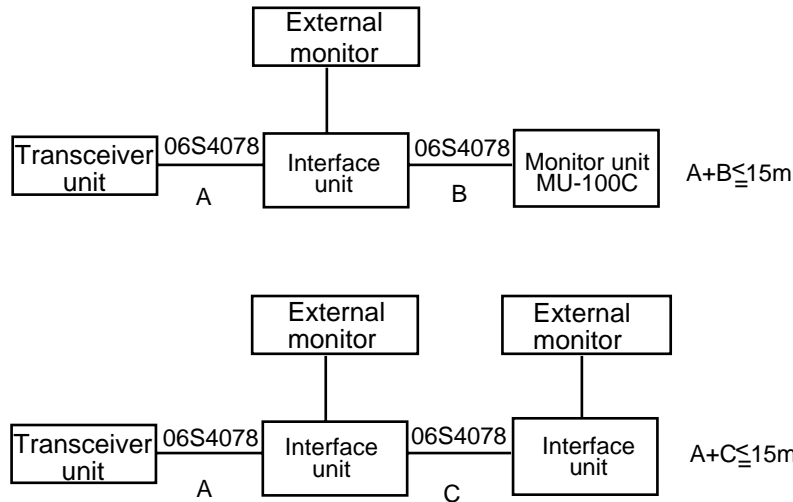 External
monitor
Transceiver
unit
06S4078
A
Interface
unit
06S4078
B
Monitor unit
MU-100C
A+B≦15m
External
monitor
External
monitor
Transceiver
unit
06S4078
A
Interface
unit
06S4078
C
Interface
unit
A+C≦15m